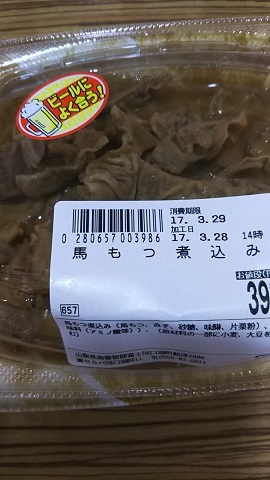 ビールに
よく合う！
消費期限
17. 3.29
加工日
17. 3.28 14時
0 280657 003986
馬もつ煮込み
お値段
39
657
馬もつ煮込み（馬もつ、みそ、砂糖、味醂、片栗粉）、
味料（アミノ酸等））、（原材料の一部に小麦、大豆を
む）